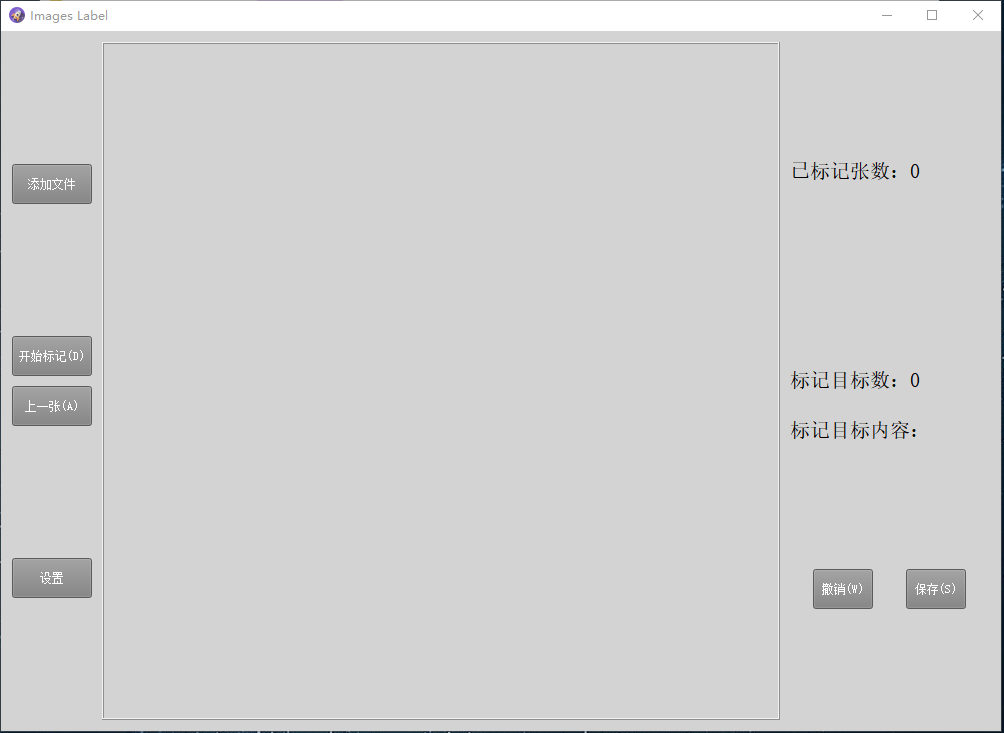 Images Label
添加文件
开始标记(D)
上一张(A)
设置
已标记张数：0
标记目标数：0
标记目标内容：
撤销(W)
保存(S)